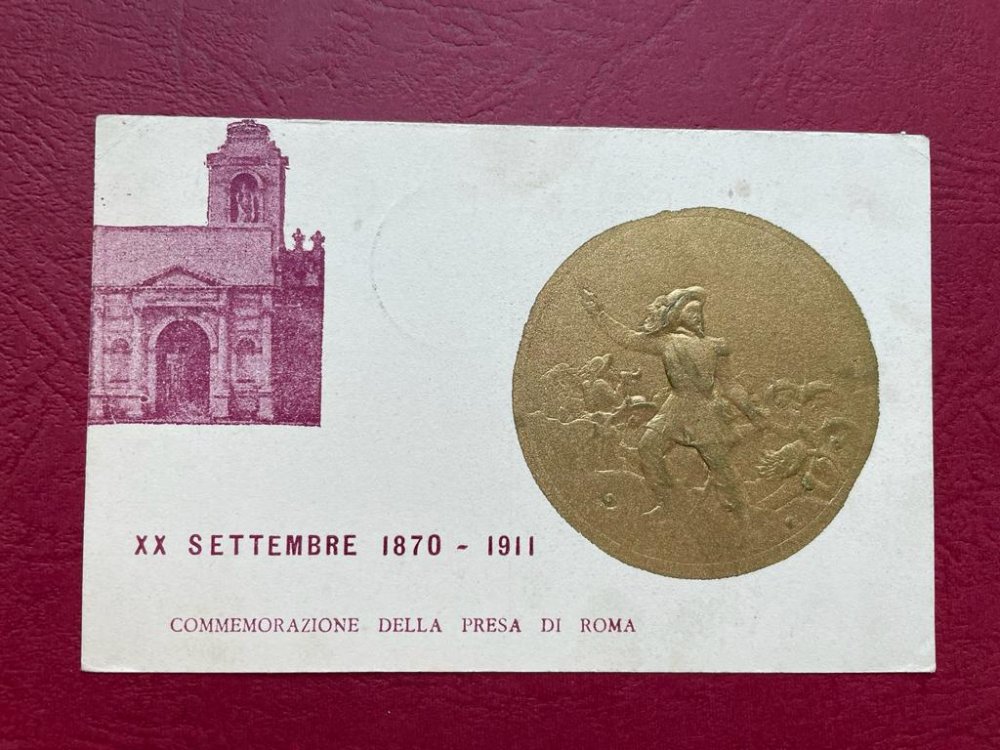 XX SETTEMBRE 1870 - 1911
COMMEMORAZIONE DELLA PRESA DI ROMA